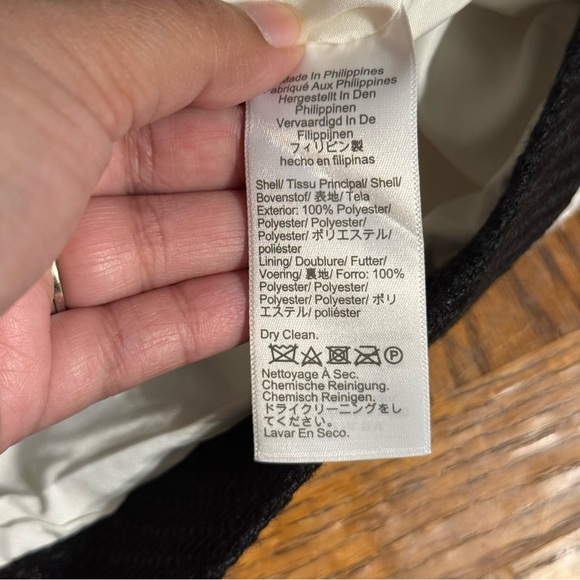 Made In Philippines
Fabriqué Aux Philippines
Hergestellt In Den
Philippinen
Vervaardigd In De
Filippijnen
フィリピン製
hecho en filipinas
Shell/ Tissu Principal/ Shell/
Bovenstof/ 表地/ Tela
Exterior: 100% Polyester/
Polyester/ Polyester/
Polyester/ ポリエステル/
poliéster
Lining/ Doublure/ Futter/
Voering/ 裏地/ Forro: 100%
Polyester/ Polyester/
Polyester/ Polyester/ ポリ
エステル/ poliéster
Dry Clean.
P
Nettoyage À Sec.
Chemische Reinigung.
Chemisch Reinigen.
ドライクリーニングをし
てください。
Lavar En Seco.